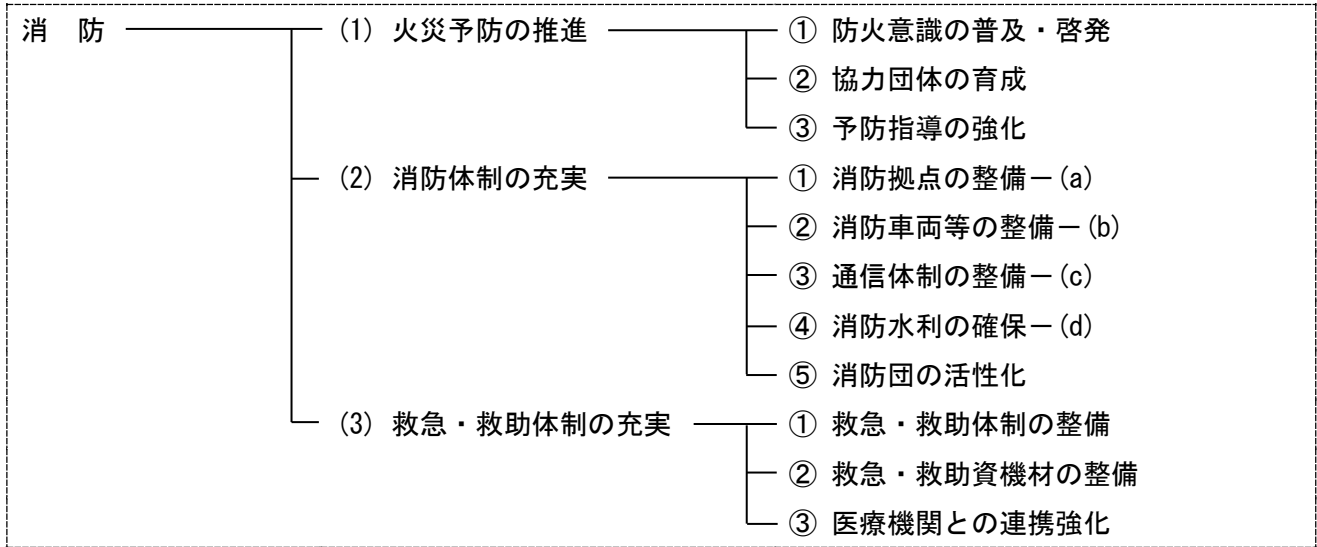 消　防 (1) 火災予防の推進 ① 防火意識の普及・啓発
② 協力団体の育成
③ 予防指導の強化
(2) 消防体制の充実 ① 消防拠点の整備－(a)
② 消防車両等の整備－(b)
③ 通信体制の整備－(c)
④ 消防水利の確保－(d)
⑤ 消防団の活性化
(3) 救急・救助体制の充実 ① 救急・救助体制の整備
② 救急・救助資機材の整備
③ 医療機関との連携強化